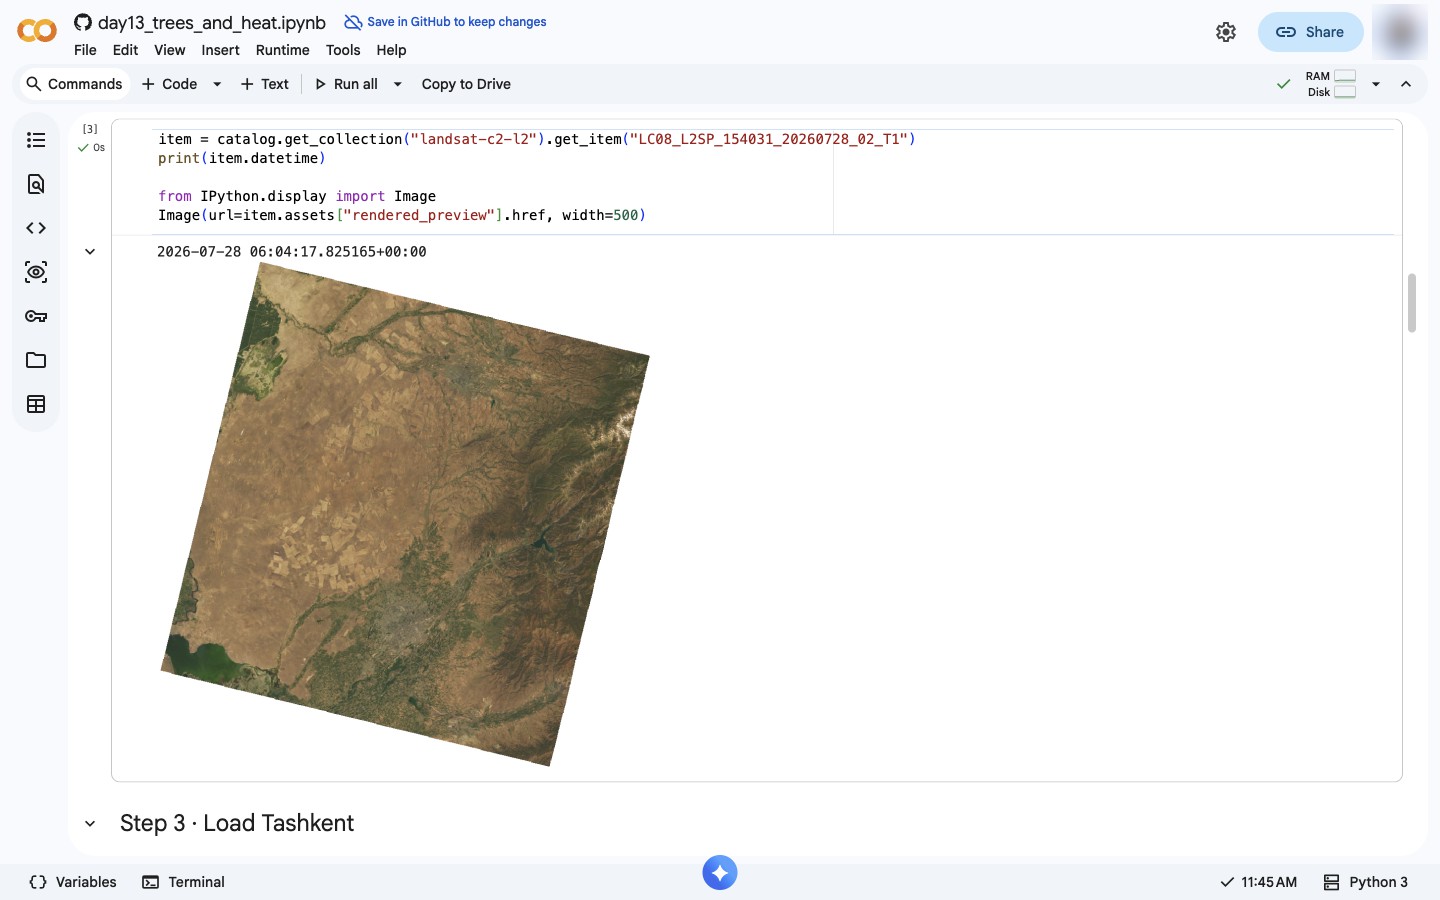 day13_trees_and_heat.ipynb
Save in GitHub to keep changes
File Edit View Insert Runtime Tools Help
Share
Commands + Code + Text Run all Copy to Drive
RAM
Disk
[3]
0s
item = catalog.get_collection("landsat-c2-l2").get_item("LC08_L2SP_154031_20260728_02_T1")
print(item.datetime)
from IPython.display import Image
Image(url=item.assets["rendered_preview"].href, width=500)
2026-07-28 06:04:17.825165+00:00
Step 3 · Load Tashkent
Variables Terminal
11:45 AM Python 3